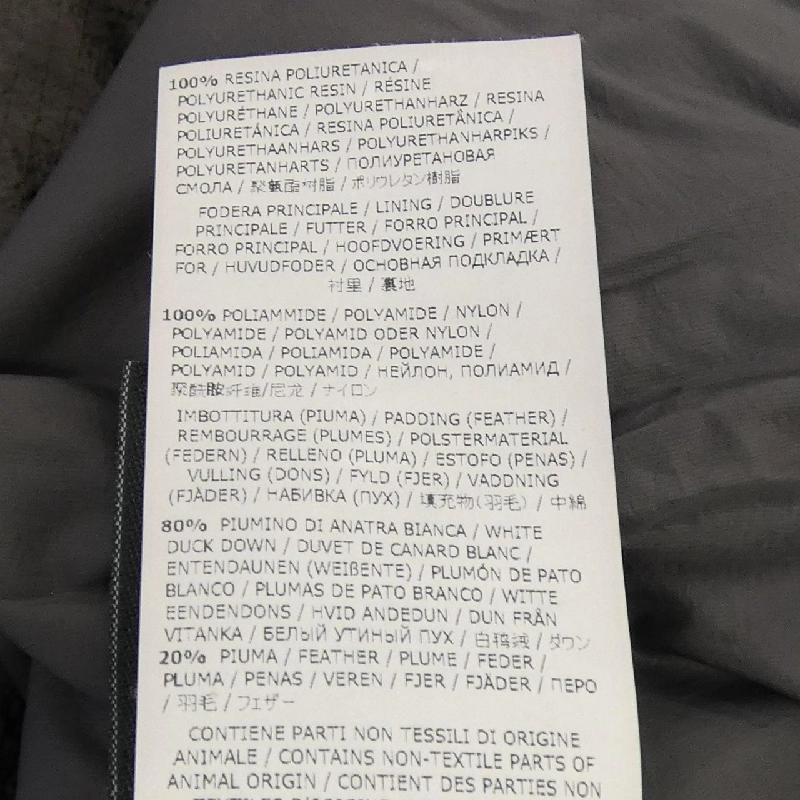 100% RESINA POLIURETANICA /
POLYURETHANIC RESIN / RÉSINE
POLYURÉTHANE / POLYURETHANHARZ / RESINA
POLIURETÁNICA / RESINA POLIURETÂNICA /
POLYURETHAANHARS / POLYURETHANHARPIKS /
POLYURETANHARTS / ПОЛИУРЕТАНОВАЯ
СМОЛА / 聚氨酯树脂 / ポリウレタン樹脂
FODERA PRINCIPALE / LINING / DOUBLURE
PRINCIPALE / FUTTER / FORRO PRINCIPAL /
FORRO PRINCIPAL / HOOFDVOERING / PRIMÆRT
FOR / HUVUDFODER / ОСНОВНАЯ ПОДКЛАДКА /
衬里 / 裏地
100% POLIAMMIDE / POLYAMIDE / NYLON /
POLYAMIDE / POLYAMID ODER NYLON /
POLIAMIDA / POLIAMIDA / POLYAMIDE /
POLYAMID / POLYAMID / НЕЙЛОН, ПОЛИАМИД /
聚酰胺纤维/尼龙 / ナイロン
IMBOTTITURA (PIUMA) / PADDING (FEATHER) /
REMBOURRAGE (PLUMES) / POLSTERMATERIAL
(FEDERN) / RELLENO (PLUMA) / ESTOFO (PENAS) /
VULLING (DONS) / FYLD (FJER) / VADDNING
(FJÄDER) / НАБИВКА (ПУХ) / 填充物(羽毛) / 中綿
80% PIUMINO DI ANATRA BIANCA / WHITE
DUCK DOWN / DUVET DE CANARD BLANC /
ENTENDAUNEN (WEIßENTE) / PLUMÓN DE PATO
BLANCO / PLUMAS DE PATO BRANCO / WITTE
EENDENDONS / HVID ANDEDUN / DUN FRÅN
VITANKA / БЕЛЫЙ УТИНЫЙ ПУХ / 白鸭绒 / ダウン
20% PIUMA / FEATHER / PLUME / FEDER /
PLUMA / PENAS / VEREN / FJER / FJÄDER / ПЕРО
/ 羽毛 / フェザー
CONTIENE PARTI NON TESSILI DI ORIGINE
ANIMALE / CONTAINS NON-TEXTILE PARTS OF
ANIMAL ORIGIN / CONTIENT DES PARTIES NON